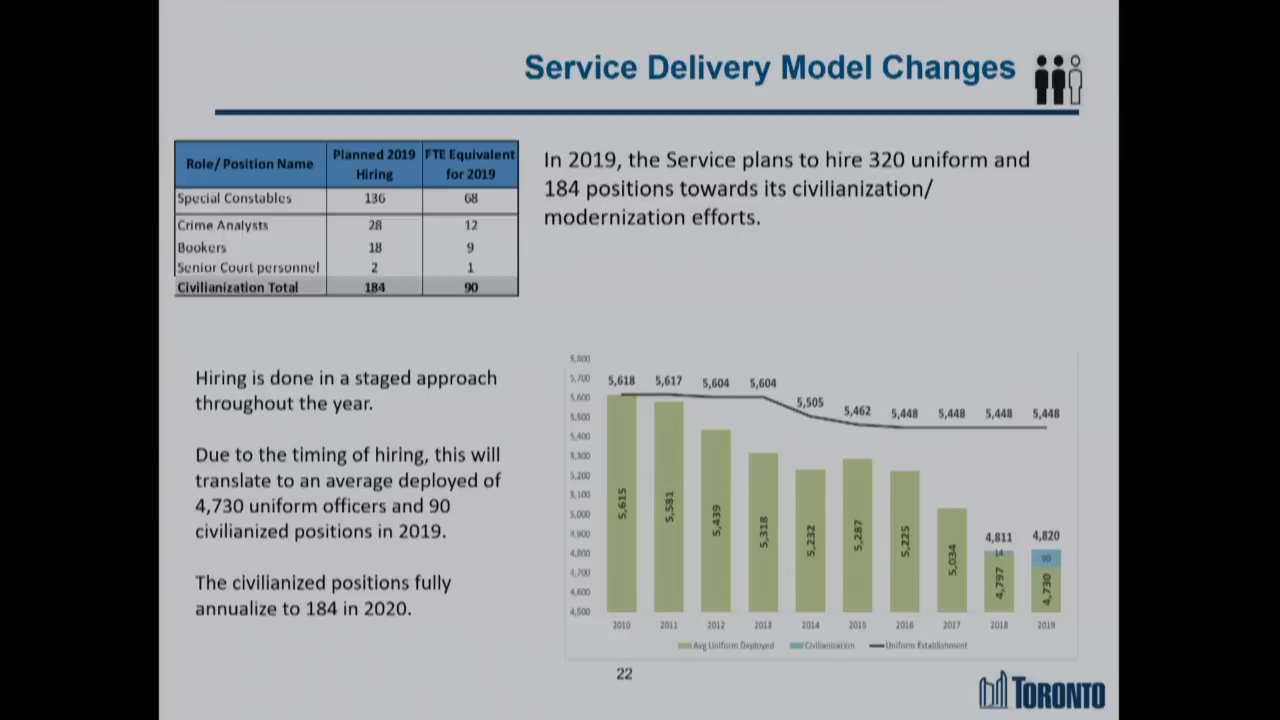 Service Delivery Model Changes
Role/ Position Name Planned 2019 Hiring FTE Equivalent for 2019
Special Constables 136 68
Crime Analysts 28 12
Bookers 18 9
Senior Court personnel 2 1
Civilianization Total 184 90
In 2019, the Service plans to hire 320 uniform and
184 positions towards its civilianization/
modernization efforts.
Hiring is done in a staged approach
throughout the year.
Due to the timing of hiring, this will
translate to an average deployed of
4,730 uniform officers and 90
civilianized positions in 2019.
The civilianized positions fully
annualize to 184 in 2020.
5,800
5,700
5,600
5,500
5,400
5,300
5,200
5,100
5,000
4,900
4,800
4,700
4,600
4,500
5,618 5,617 5,604 5,604 5,505 5,462 5,448 5,448 5,448 5,448
4,811 4,820
14 90
5,615 5,581 5,439 5,318 5,232 5,287 5,225 5,034 4,797 4,730
2010 2011 2012 2013 2014 2015 2016 2017 2018 2019
Avg Uniform Deployed Civilianization Uniform Establishment
22
TORONTO